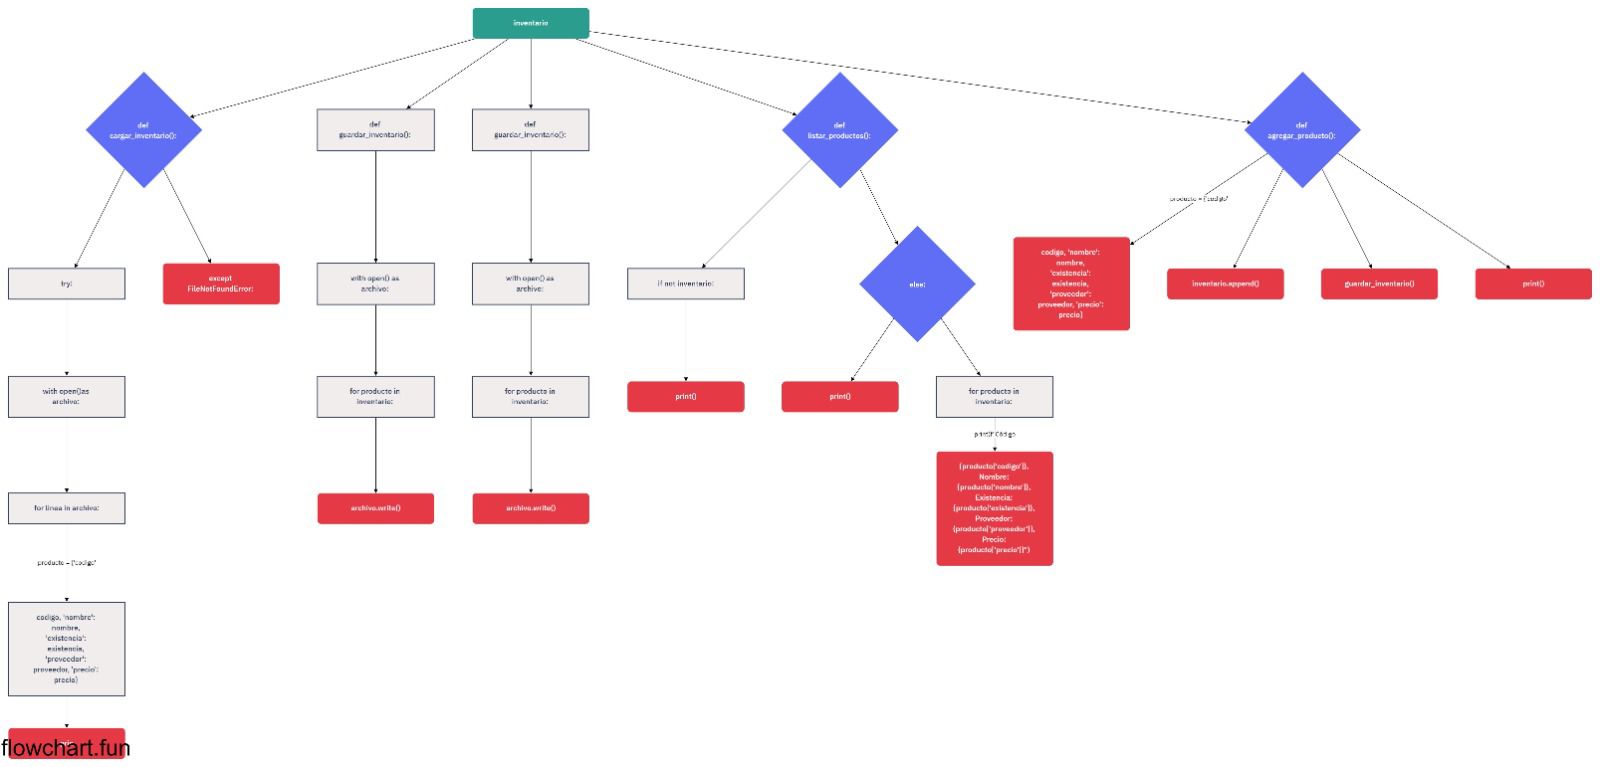 inventario
def
cargar_inventario():
def
guardar_inventario():
def
guardar_inventario():
def
listar_productos():
def
agregar_producto():
producto = {'codigo'
try:
except
FileNotFoundError:
with open() as
archivo:
with open() as
archivo:
if not inventario:
else:
codigo, 'nombre':
nombre,
'existencia':
existencia,
'proveedor':
proveedor, 'precio':
precio}
inventario.append()
guardar_inventario()
print()
with open()as
archivo:
for producto in
inventario:
for producto in
inventario:
print()
print()
for producto in
inventario:
print(f"Código
for linea in archivo:
archivo.write()
archivo.write()
{producto['codigo']},
Nombre:
{producto['nombre']},
Existencia:
{producto['existencia']},
Proveedor:
{producto['proveedor']},
Precio:
{producto['precio']}")
producto = {'codigo'
codigo, 'nombre':
nombre,
'existencia':
existencia,
'proveedor':
proveedor, 'precio':
precio}
flowchart.fun